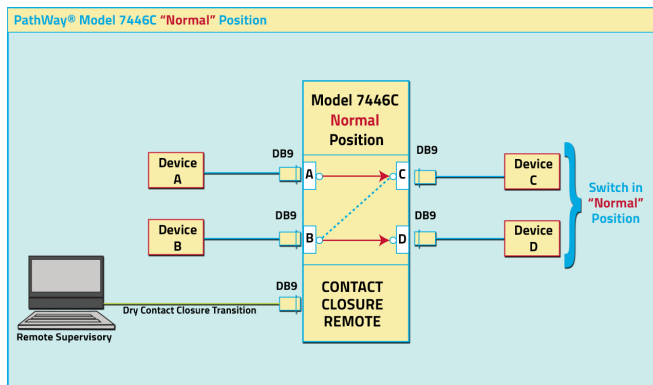 PathWay® Model 7446C “Normal” Position
Model 7446C
Normal
Position
DB9
DB9
Device
A
A
C
Device
C
Switch in
“Normal”
Position
DB9
DB9
Device
B
B
D
Device
D
DB9
CONTACT
CLOSURE
REMOTE
Dry Contact Closure Transition
Remote Supervisory